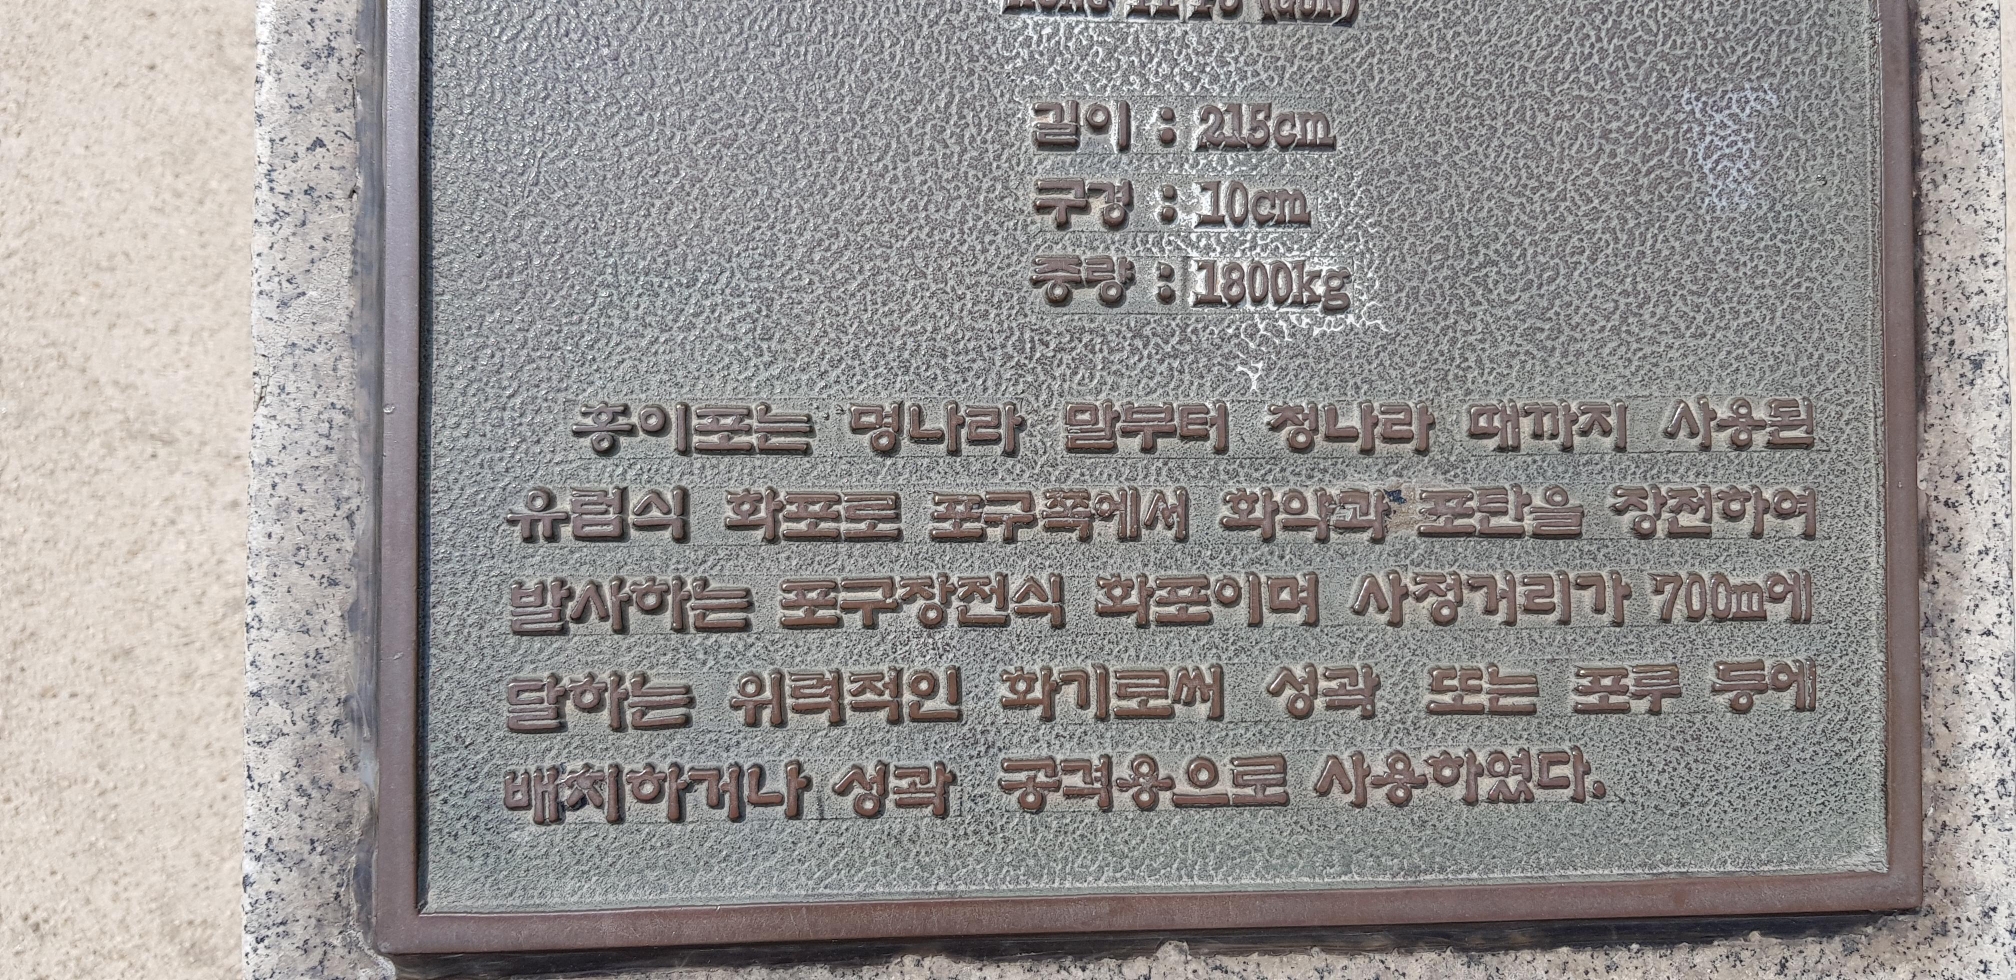 (GUN)
길이 : 215cm
구경 : 10cm
중량 : 1800kg
홍이포는 명나라 말부터 청나라 때까지 사용된
유럽식 화포로 포구쪽에서 화약과 포탄을 장전하여
발사하는 포구장전식 화포이며 사정거리가 700m에
달하는 위력적인 화기로써 성곽 또는 포루 등에
배치하거나 성곽 공격용으로 사용하였다.